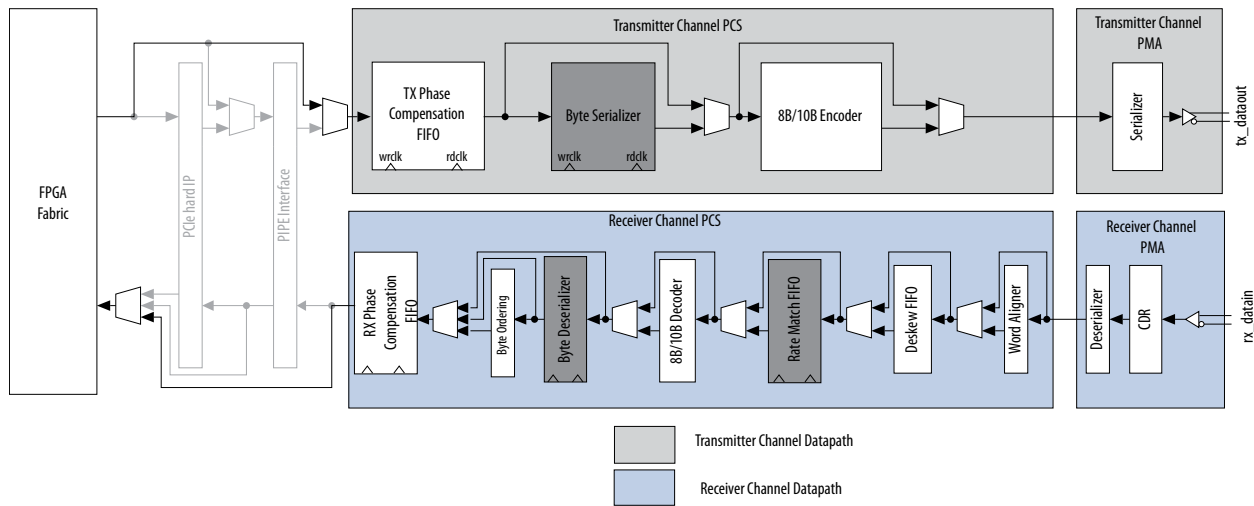 Transmitter Channel PCS
Transmitter Channel
PMA
FPGA
Fabric
PCIe hard IP
PIPE Interface
TX Phase
Compensation
FIFO
wrclk
rdclk
Byte Serializer
wrclk
rdclk
8B/10B Encoder
Serializer
tx_dataout
Receiver Channel PCS
Receiver Channel
PMA
RX Phase
Compensation
FIFO
Byte Ordering
Byte Deserializer
8B/10B Decoder
Rate Match FIFO
Deskew FIFO
Word Aligner
Deserializer
CDR
rx_datain
Transmitter Channel Datapath
Receiver Channel Datapath